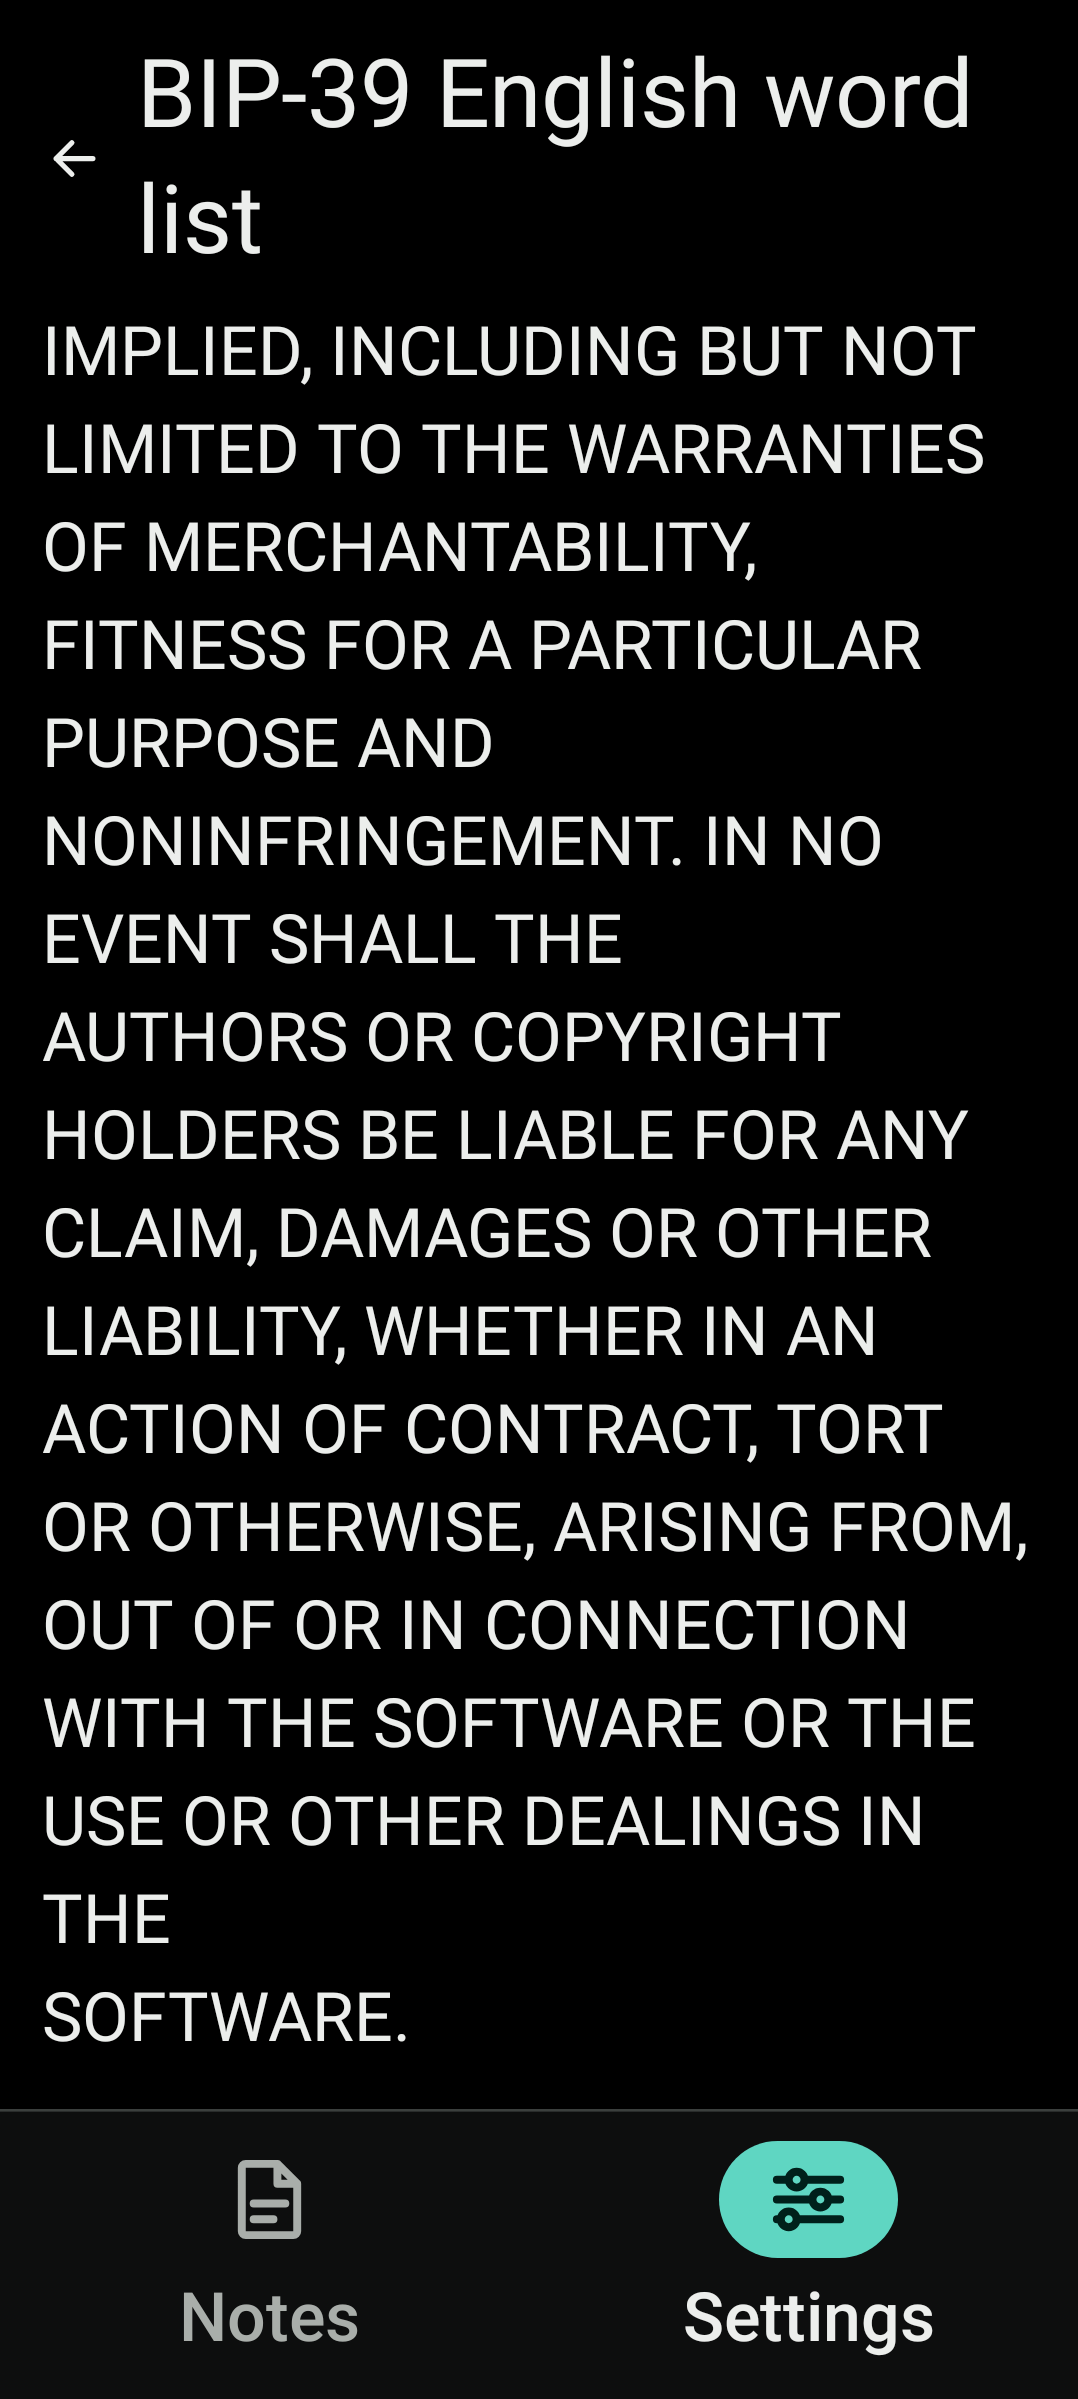 BIP-39 English word
list
IMPLIED, INCLUDING BUT NOT
LIMITED TO THE WARRANTIES
OF MERCHANTABILITY,
FITNESS FOR A PARTICULAR
PURPOSE AND
NONINFRINGEMENT. IN NO
EVENT SHALL THE
AUTHORS OR COPYRIGHT
HOLDERS BE LIABLE FOR ANY
CLAIM, DAMAGES OR OTHER
LIABILITY, WHETHER IN AN
ACTION OF CONTRACT, TORT
OR OTHERWISE, ARISING FROM,
OUT OF OR IN CONNECTION
WITH THE SOFTWARE OR THE
USE OR OTHER DEALINGS IN
THE
SOFTWARE.
Notes
Settings